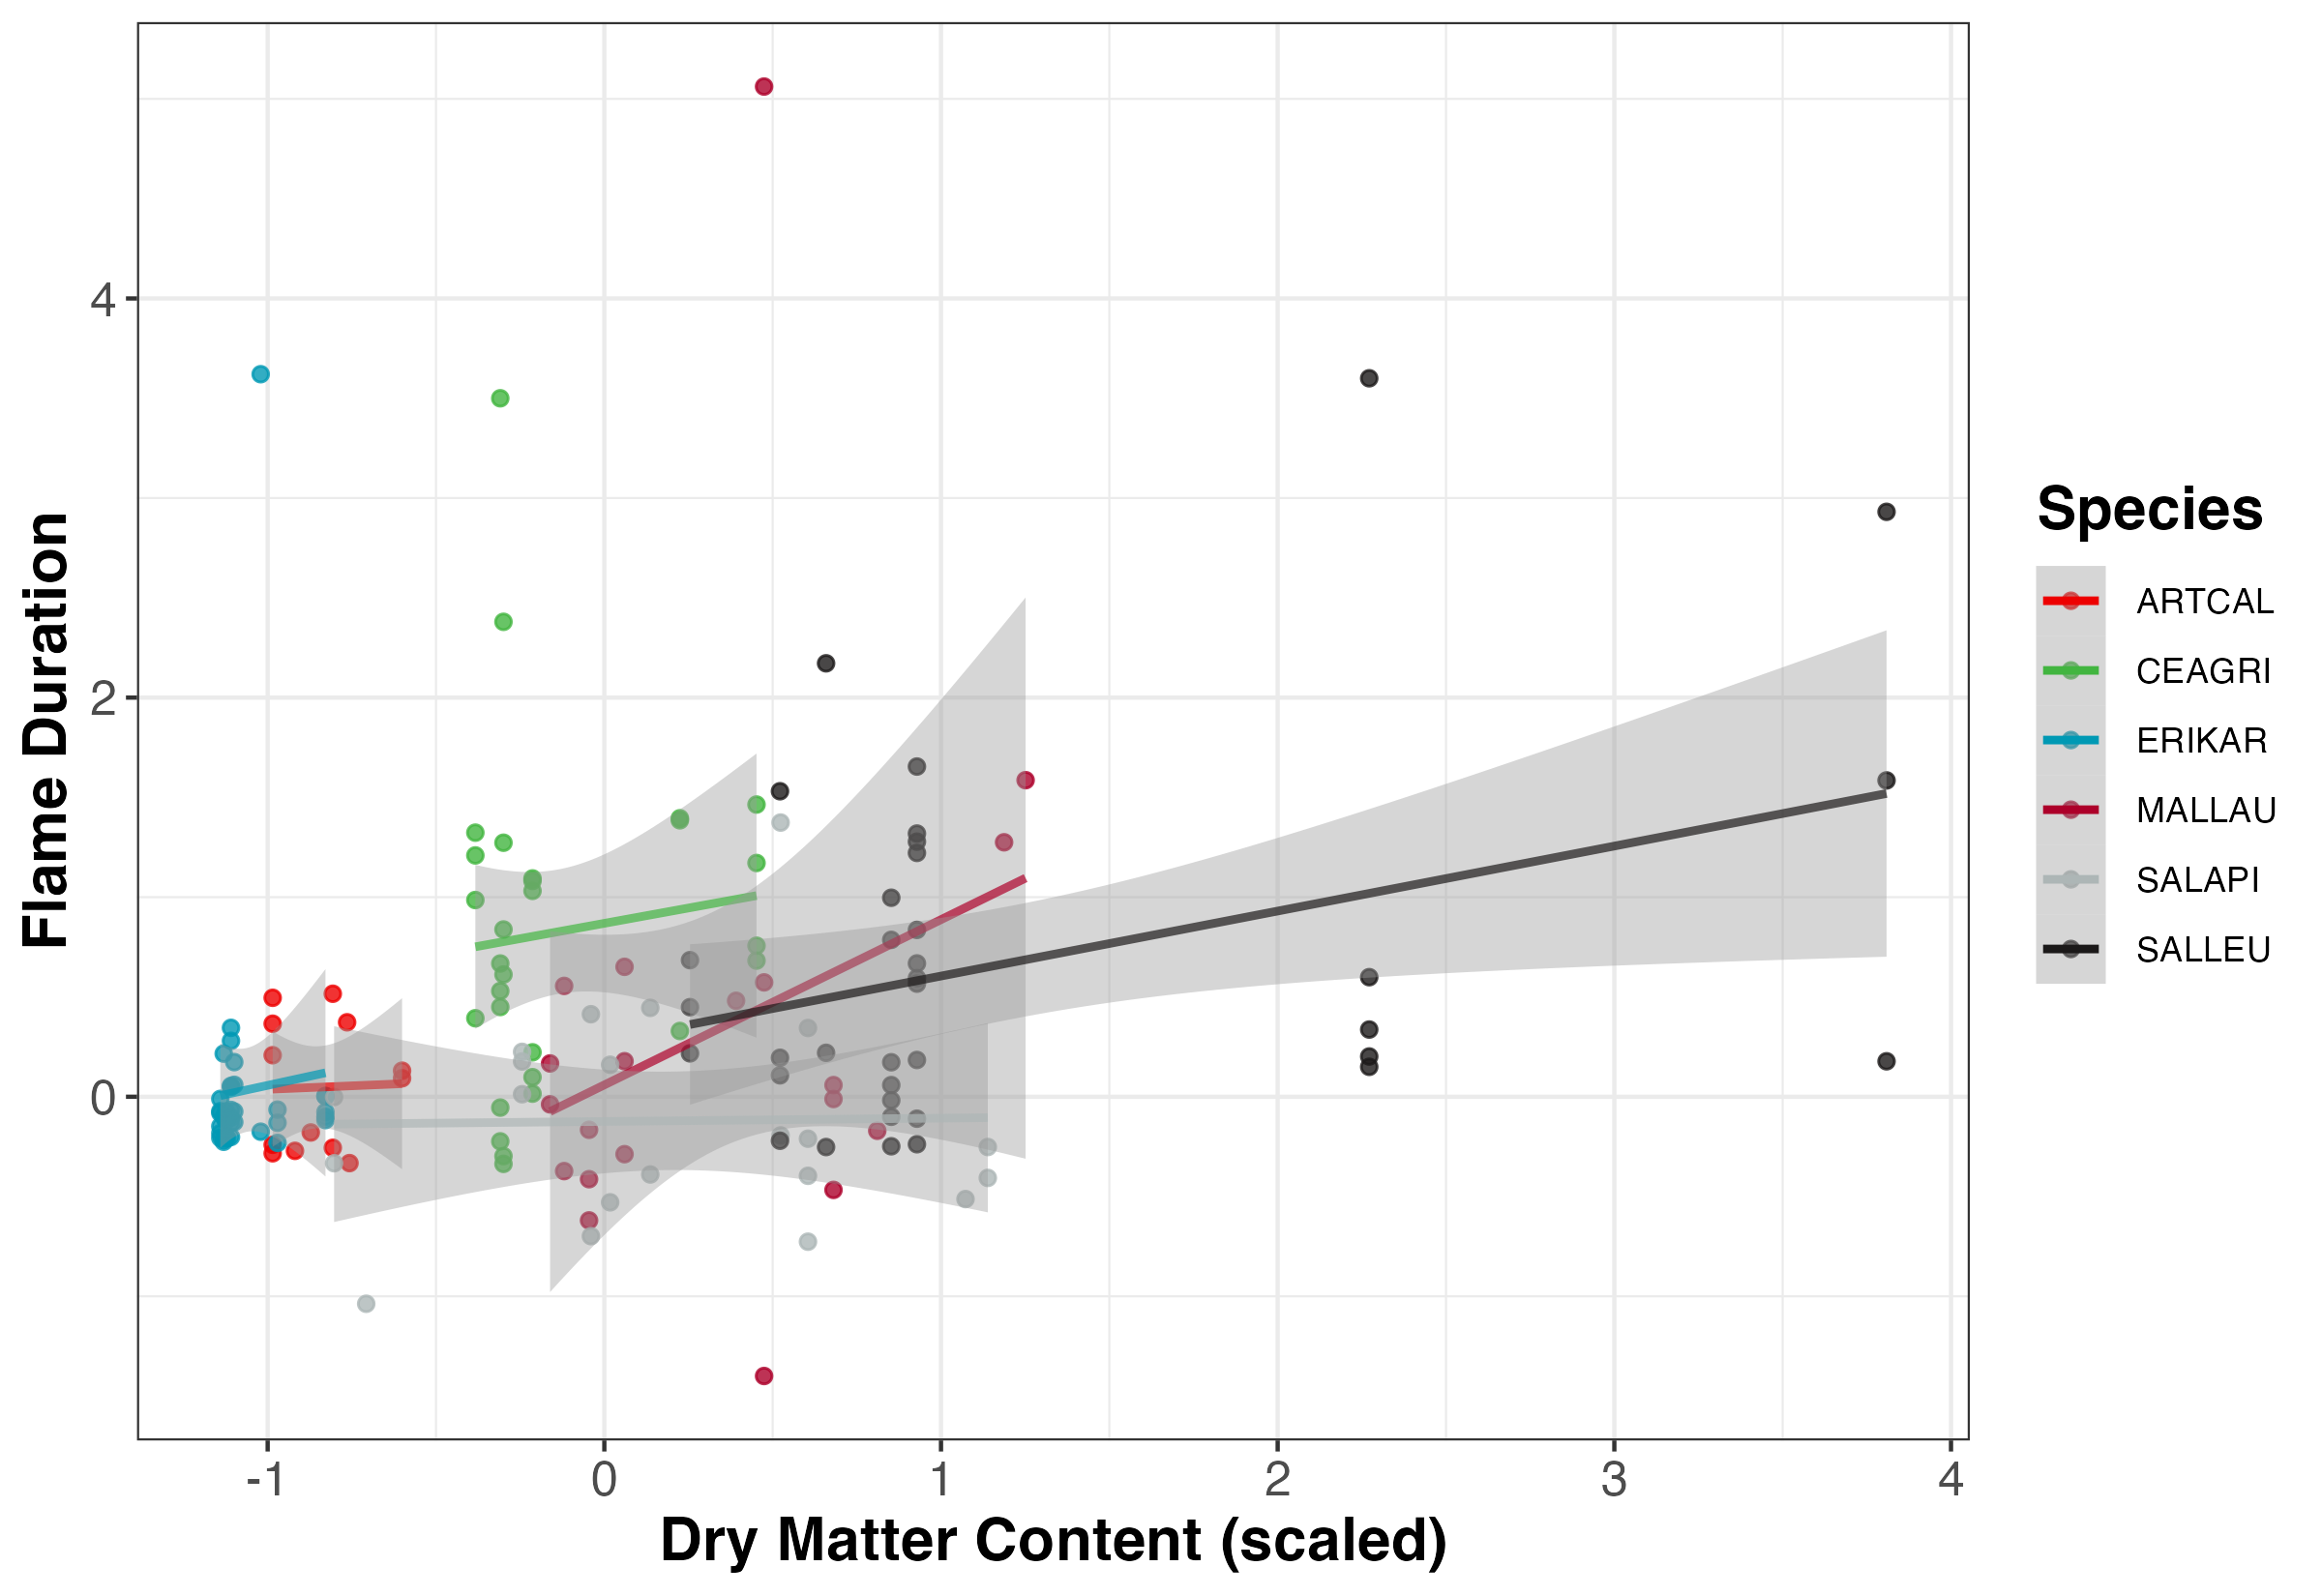 Flame Duration
4
2
0
-1 0 1 2 3 4
Dry Matter Content (scaled)
Species
ARTCAL
CEAGRI
ERIKAR
MALLAU
SALAPI
SALLEU